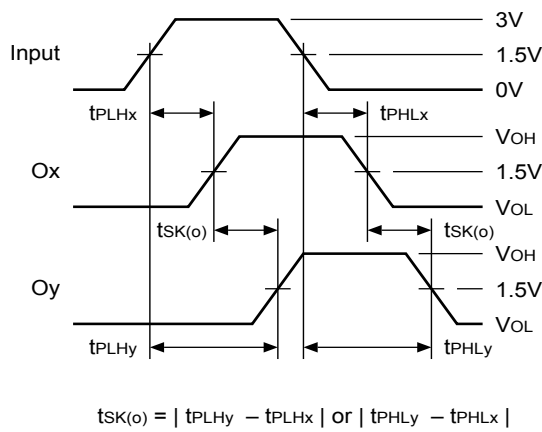 3V
Input
1.5V
0V
tPLHx
tPHLx
VOH
Ox
1.5V
VOL
tSK(o)
tSK(o)
VOH
Oy
1.5V
VOL
tPLHy
tPHLy
tSK(o) = | tPLHy – tPLHx | or | tPHLy – tPHLx |